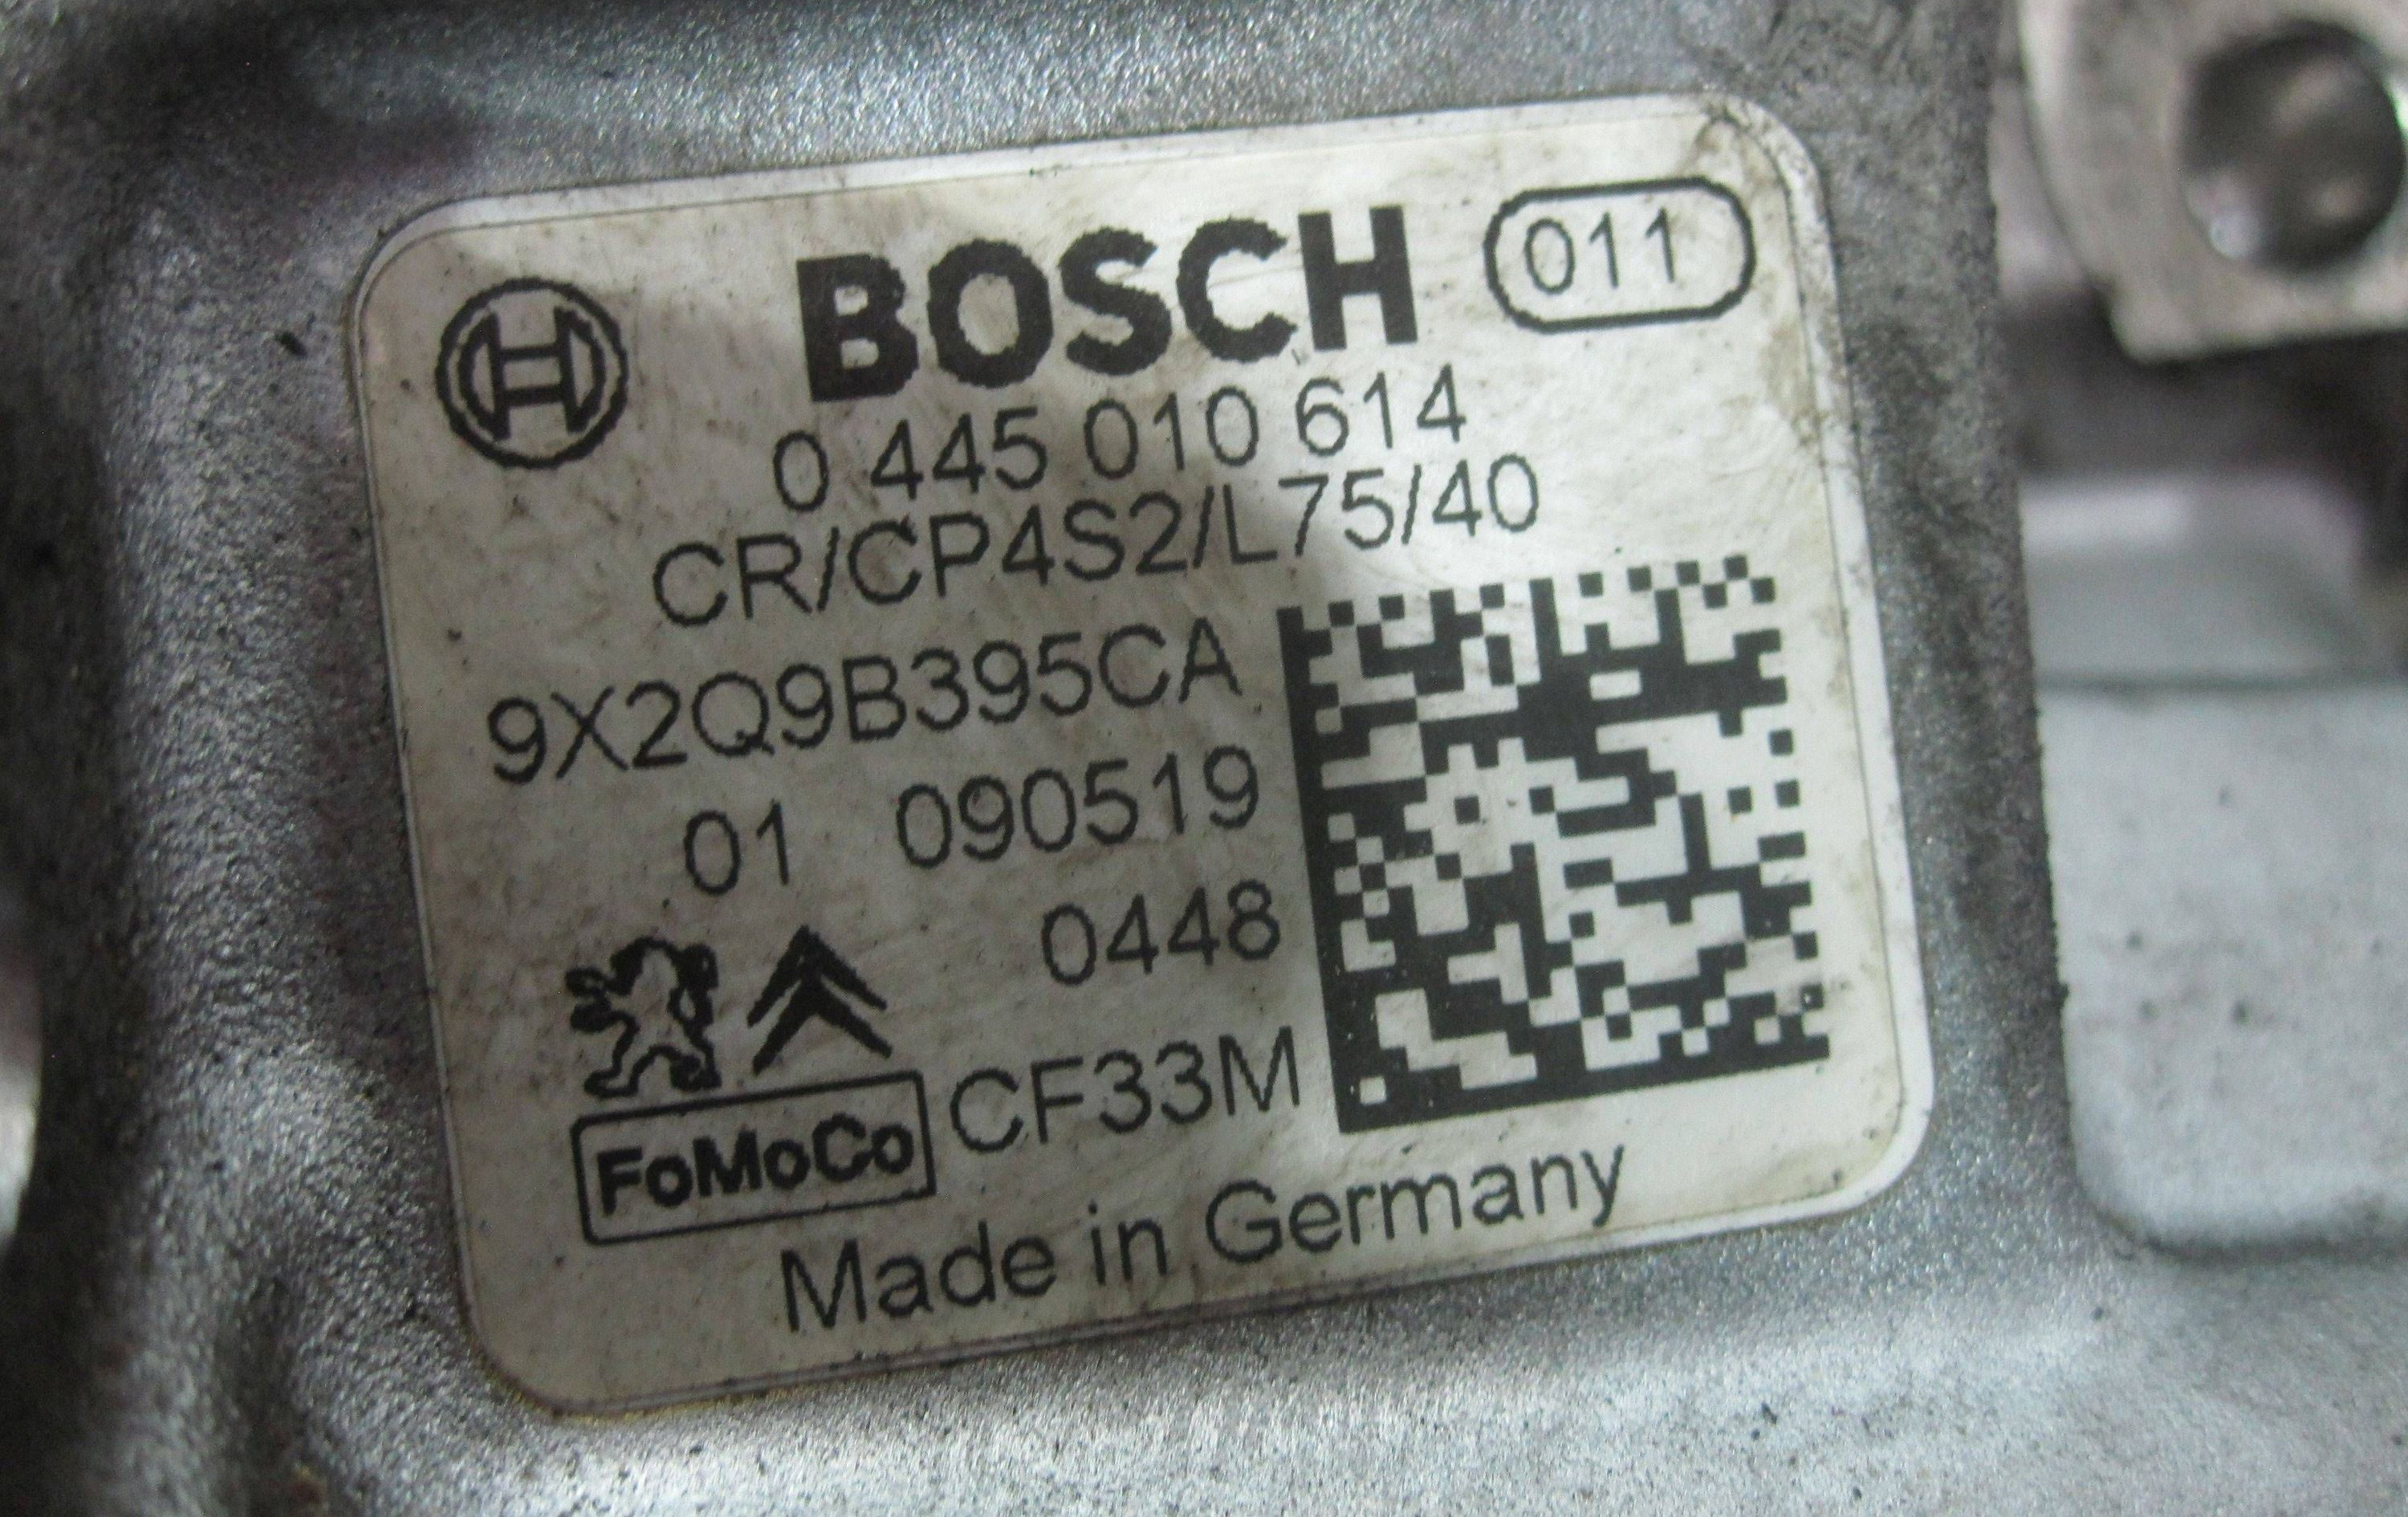 BOSCH 011
0 445 010 614
CR/CP4S2/L75/40
9X2Q9B395CA
01 090519
0448
FoMoCo CF33M
Made in Germany